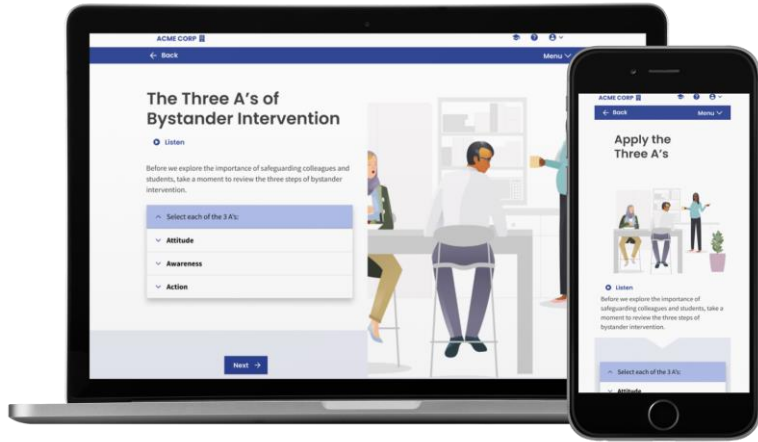 ACME CORP
Back
Menu
The Three A's of
Bystander Intervention
Listen
Before we explore the importance of safeguarding colleagues and
students, take a moment to review the three steps of bystander
intervention.
Select each of the 3 A's:
Attitude
Awareness
Action
Next
ACME CORP
Back
Menu
Apply the
Three A's
Listen
Before we explore the importance of
safeguarding colleagues and students, take a
moment to review the three steps of
bystander intervention.
Select each of the 3 A's:
Attitude